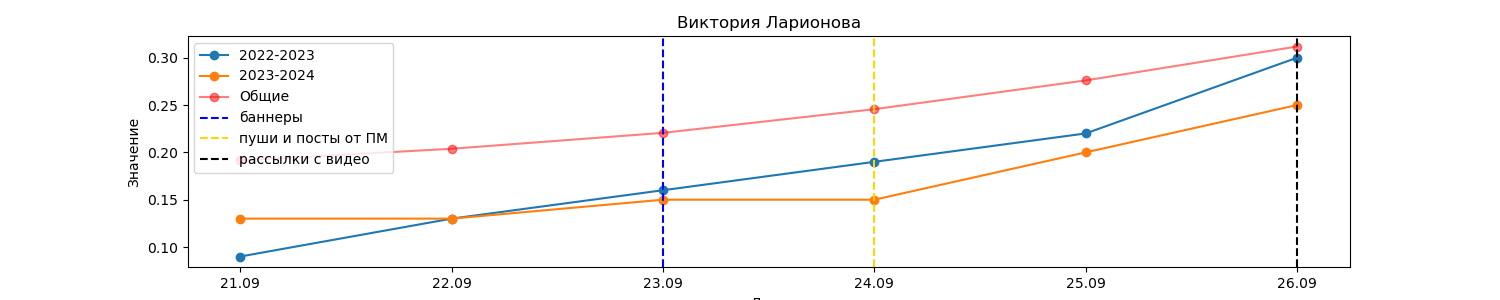 Виктория Ларионова
2022-2023
2023-2024
Общие
баннеры
пуши и посты от ПМ
рассылки с видео
Значение
0.30
0.25
0.20
0.15
0.10
21.09
22.09
23.09
24.09
25.09
26.09